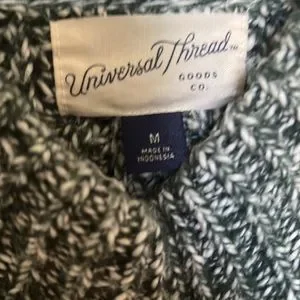 Universal Thread
GOODS
CO.
M
MADE IN
INDONESIA